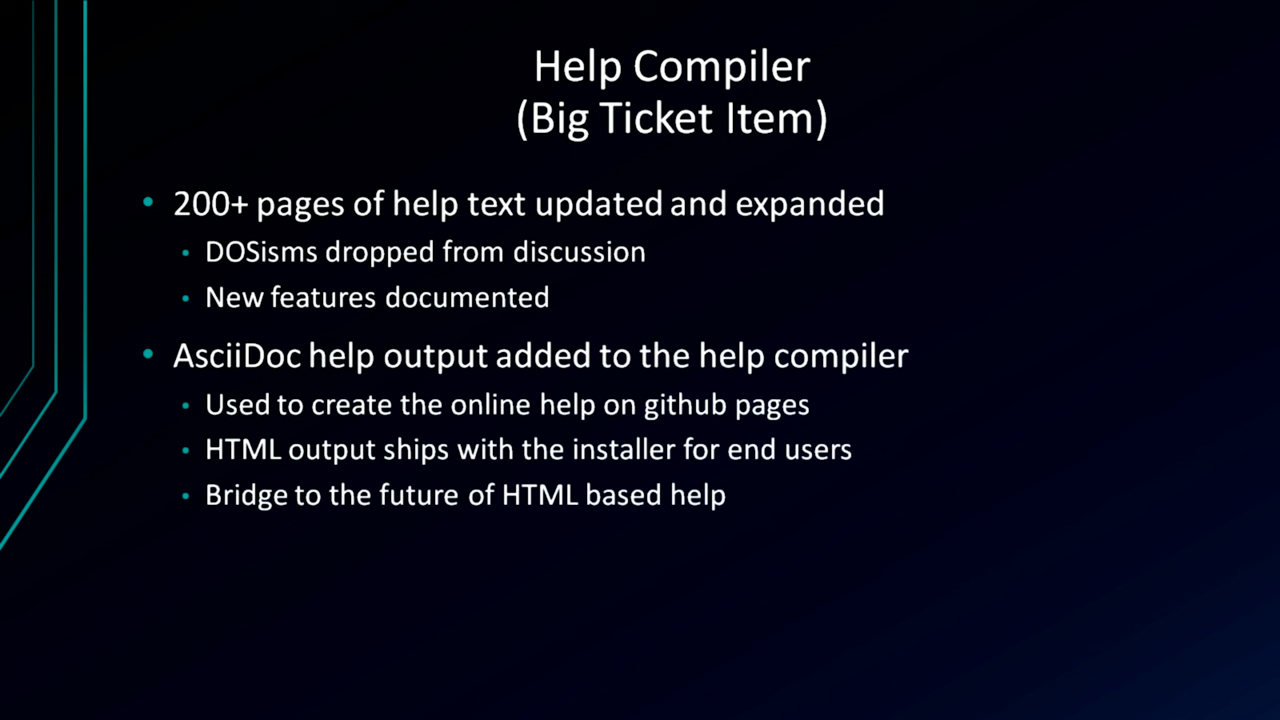 Help Compiler
(Big Ticket Item)
• 200+ pages of help text updated and expanded
• DOSisms dropped from discussion
• New features documented
• AsciiDoc help output added to the help compiler
• Used to create the online help on github pages
• HTML output ships with the installer for end users
• Bridge to the future of HTML based help